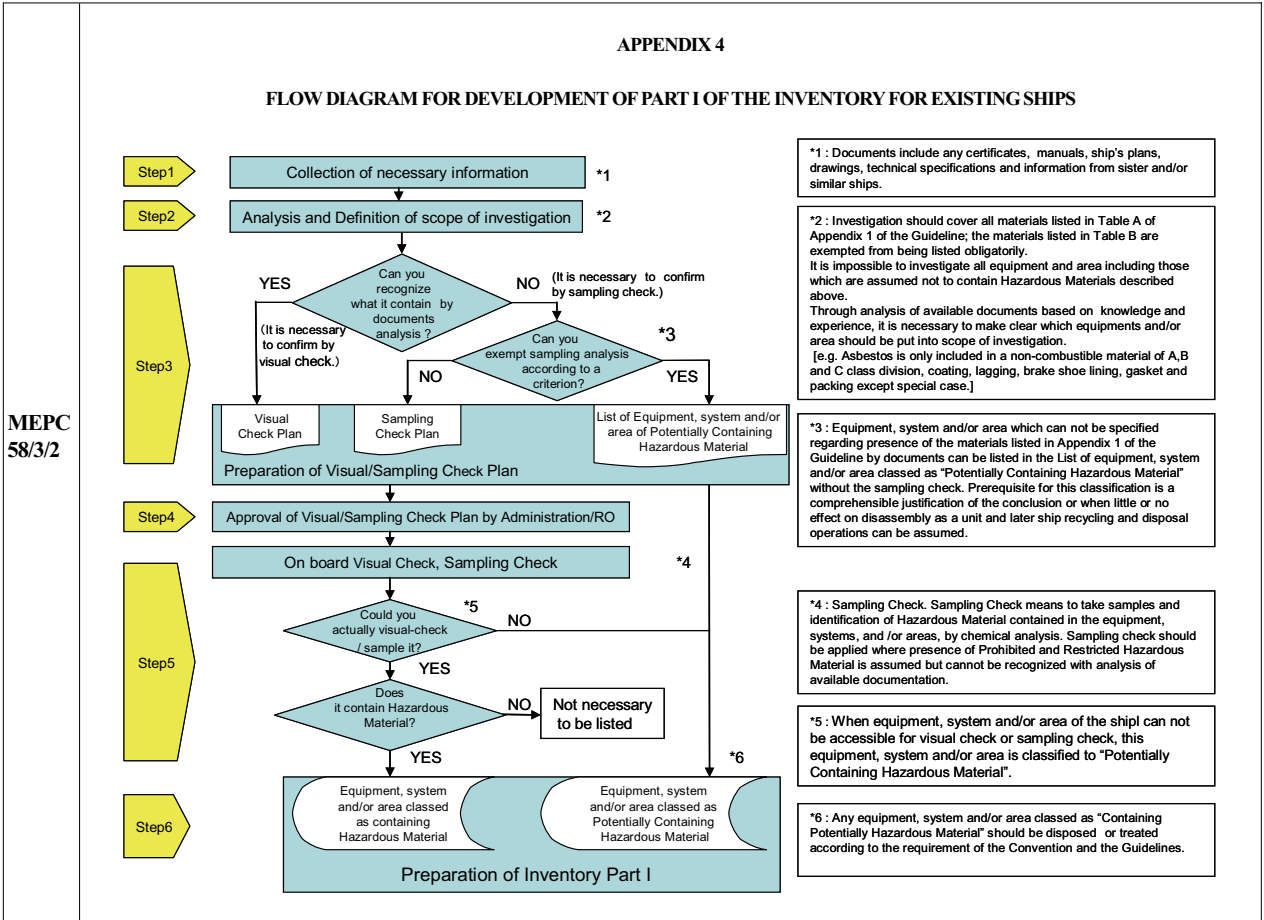 MEPC
58/3/2
APPENDIX 4
FLOW DIAGRAM FOR DEVELOPMENT OF PART I OF THE INVENTORY FOR EXISTING SHIPS
Step1
Collection of necessary information
*1
Step2
Analysis and Definition of scope of investigation
*2
Step3
Can you
recognize
what it contain by
documents
analysis ?
YES
(It is necessary
to confirm by
visual check.)
NO
(It is necessary to confirm
by sampling check.)
*3
Can you
exempt sampling analysis
according to a
criterion?
NO
YES
Visual
Check Plan
Sampling
Check Plan
List of Equipment, system and/or
area of Potentially Containing
Hazardous Material
Preparation of Visual/Sampling Check Plan
Step4
Approval of Visual/Sampling Check Plan by Administration/RO
Step5
On board Visual Check, Sampling Check
*4
*5
Could you
actually visual-check
/ sample it?
NO
YES
Does
it contain Hazardous
Material?
NO
Not necessary
to be listed
YES
*6
Step6
Equipment, system
and/or area classed
as containing
Hazardous Material
Equipment, system
and/or area classed as
Potentially Containing
Hazardous Material
Preparation of Inventory Part I
*1 : Documents include any certificates, manuals, ship's plans,
drawings, technical specifications and information from sister and/or
similar ships.
*2 : Investigation should cover all materials listed in Table A of
Appendix 1 of the Guideline; the materials listed in Table B are
exempted from being listed obligatorily.
It is impossible to investigate all equipment and area including those
which are assumed not to contain Hazardous Materials described
above.
Through analysis of available documents based on knowledge and
experience, it is necessary to make clear which equipments and/or
area should be put into scope of investigation.
[e.g. Asbestos is only included in a non-combustible material of A,B
and C class division, coating, lagging, brake shoe lining, gasket and
packing except special case.]
*3 : Equipment, system and/or area which can not be specified
regarding presence of the materials listed in Appendix 1 of the
Guideline by documents can be listed in the List of equipment, system
and/or area classed as “Potentially Containing Hazardous Material”
without the sampling check. Prerequisite for this classification is a
comprehensible justification of the conclusion or when little or no
effect on disassembly as a unit and later ship recycling and disposal
operations can be assumed.
*4 : Sampling Check. Sampling Check means to take samples and
identification of Hazardous Material contained in the equipment,
systems, and /or areas, by chemical analysis. Sampling check should
be applied where presence of Prohibited and Restricted Hazardous
Material is assumed but cannot be recognized with analysis of
available documentation.
*5 : When equipment, system and/or area of the shipl can not
be accessible for visual check or sampling check, this
equipment, system and/or area is classified to “Potentially
Containing Hazardous Material”.
*6 : Any equipment, system and/or area classed as “Containing
Potentially Hazardous Material” should be disposed or treated
according to the requirement of the Convention and the Guidelines.